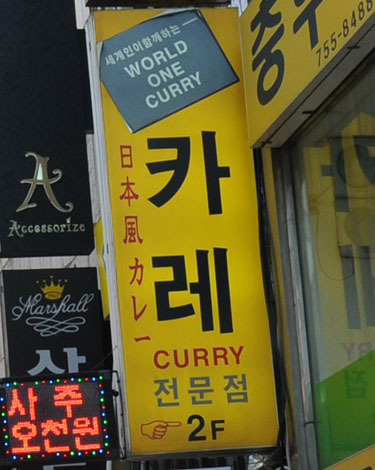 세계인이함께하는
WORLD
ONE
CURRY
日本風カレー
카레
CURRY
전문점
2F
755-8488
Accessorize
Marshall
사주
오천원